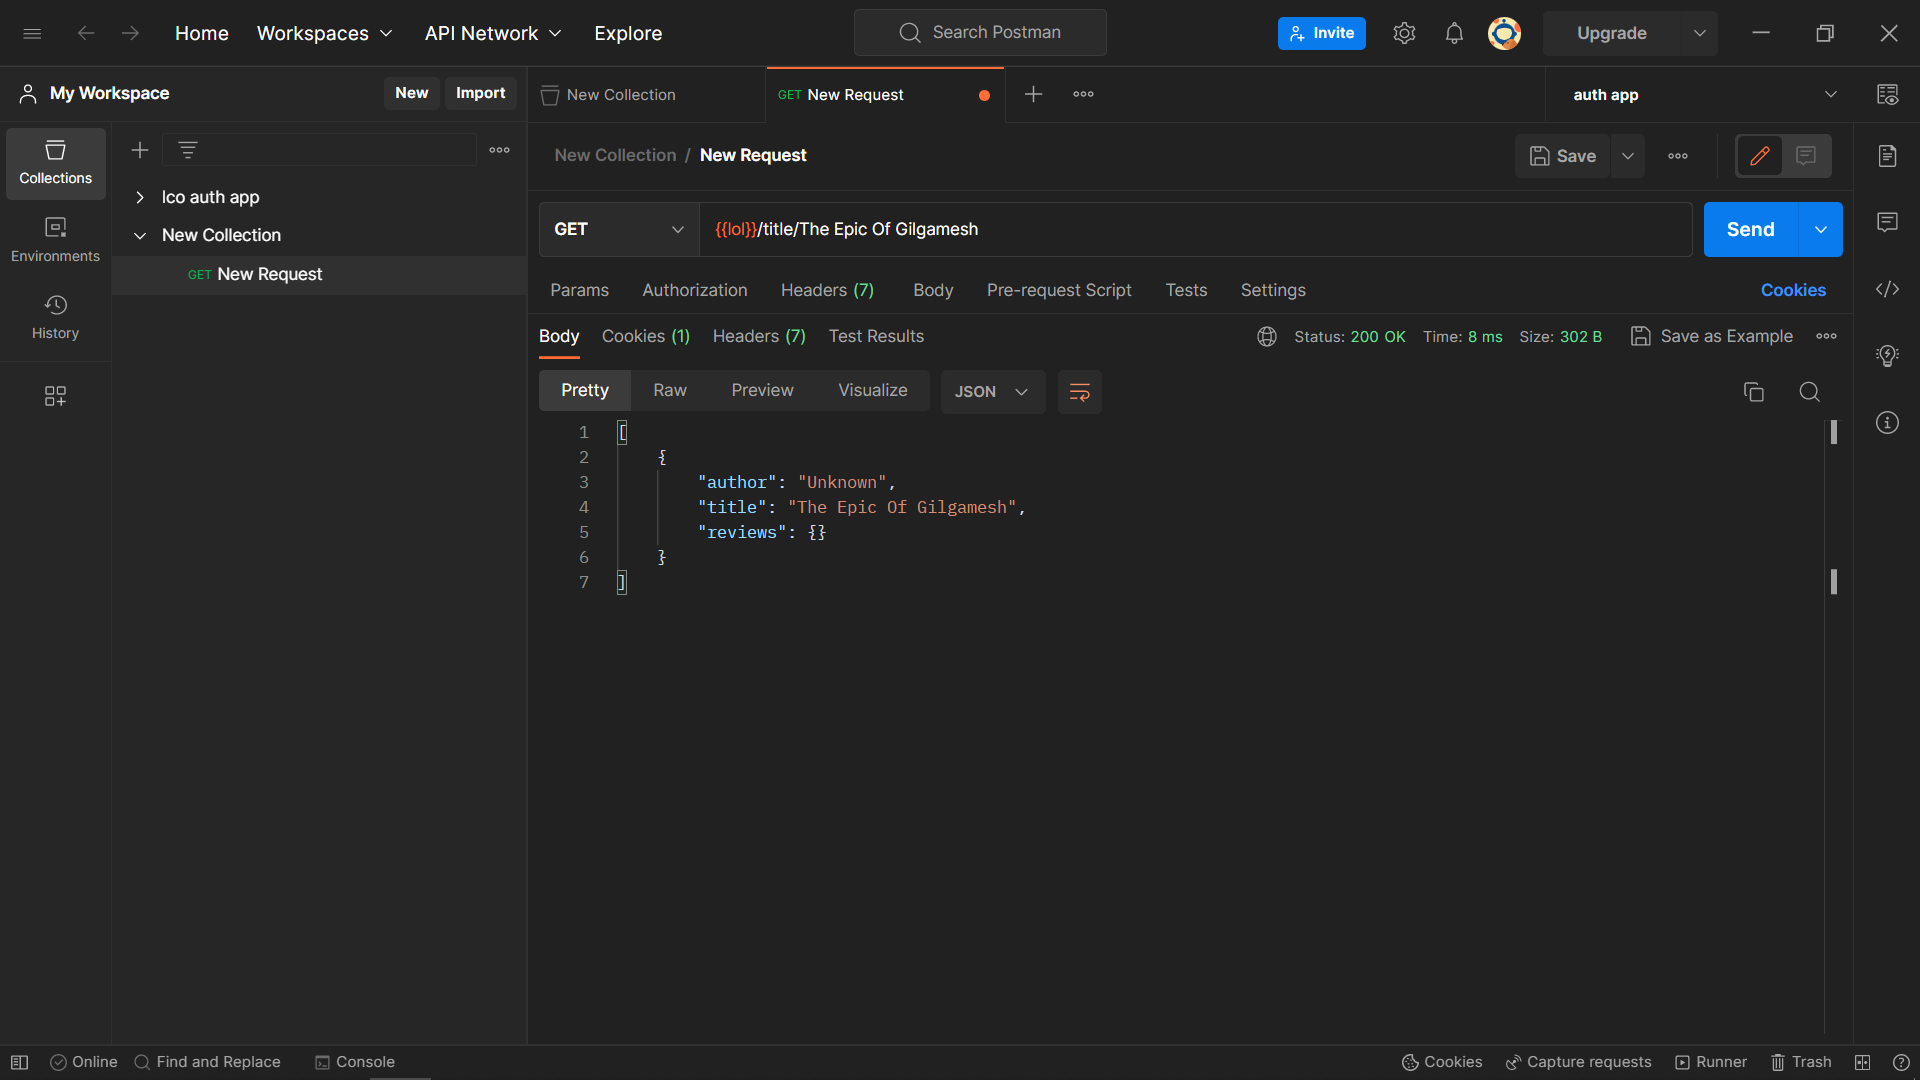 Home Workspaces API Network Explore Search Postman Invite Upgrade
My Workspace New Import New Collection GET New Request auth app
Collections
Environments
History
lco auth app
New Collection
GET New Request
New Collection / New Request Save
GET {{lol}}/title/The Epic Of Gilgamesh Send
Params Authorization Headers (7) Body Pre-request Script Tests Settings Cookies
Body Cookies (1) Headers (7) Test Results Status: 200 OK Time: 8 ms Size: 302 B Save as Example
Pretty Raw Preview Visualize JSON
1 [
2 {
3 "author": "Unknown",
4 "title": "The Epic Of Gilgamesh",
5 "reviews": {}
6 }
7 ]
Online Find and Replace Console Cookies Capture requests Runner Trash